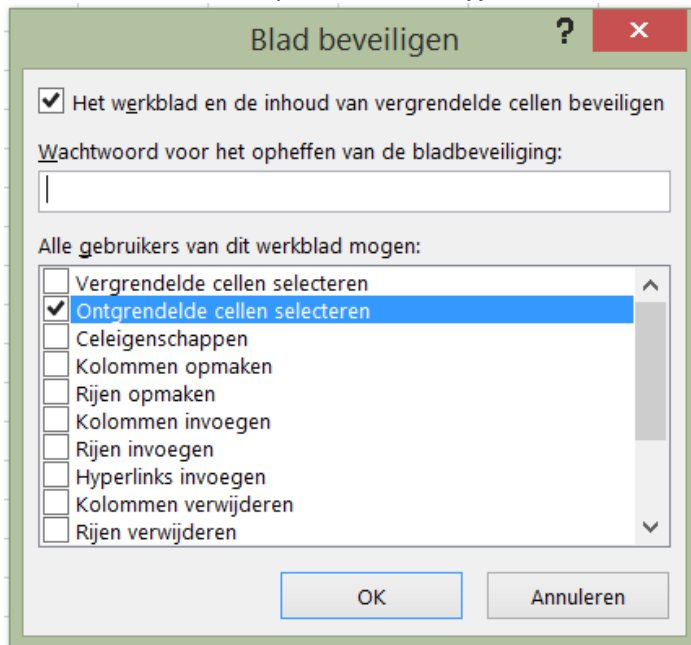 Blad beveiligen
?
Het werkblad en de inhoud van vergrendelde cellen beveiligen
Wachtwoord voor het opheffen van de bladbeveiliging:
Alle gebruikers van dit werkblad mogen:
Vergrendelde cellen selecteren
Ontgrendelde cellen selecteren
Celeigenschappen
Kolommen opmaken
Rijen opmaken
Kolommen invoegen
Rijen invoegen
Hyperlinks invoegen
Kolommen verwijderen
Rijen verwijderen
OK
Annuleren